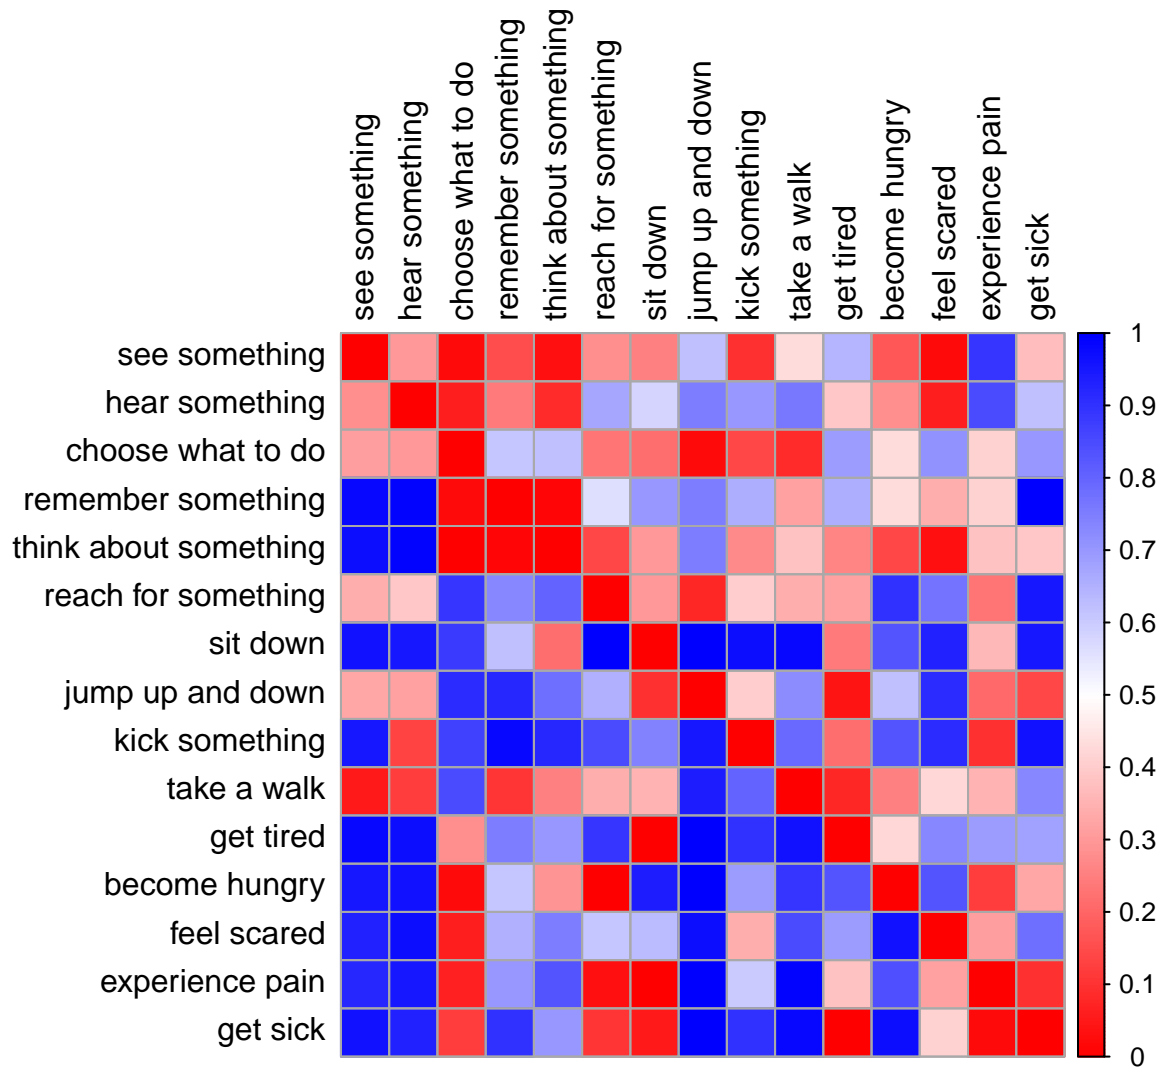 see something
hear something
choose what to do
remember something
think about something
reach for something
sit down
jump up and down
kick something
take a walk
get tired
become hungry
feel scared
experience pain
get sick
see something
hear something
choose what to do
remember something
think about something
reach for something
sit down
jump up and down
kick something
take a walk
get tired
become hungry
feel scared
experience pain
get sick
1
0.9
0.8
0.7
0.6
0.5
0.4
0.3
0.2
0.1
0